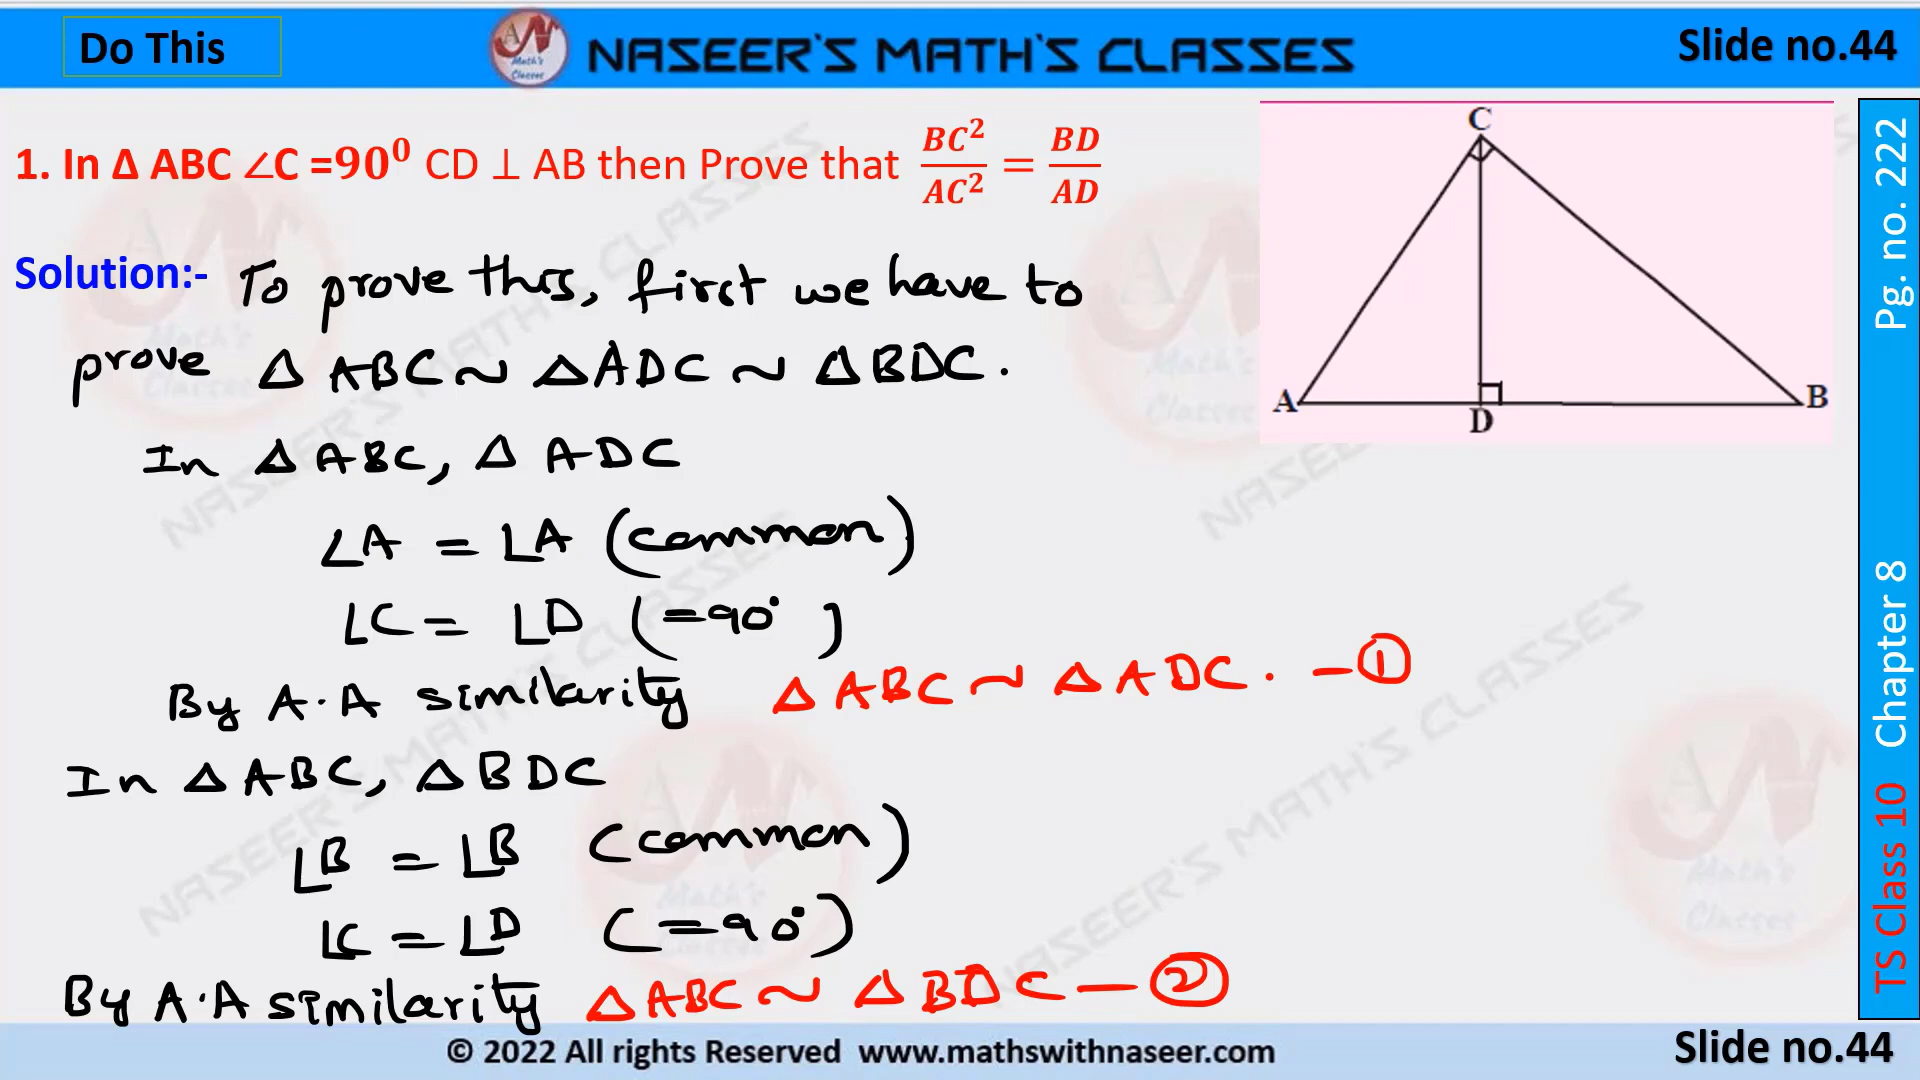 Do This
NASEER'S MATH'S CLASSES
Slide no.44
1. In Δ ABC ∠C =90⁰ CD ⊥ AB then Prove that BC²/AC² = BD/AD
Solution:- To prove this, first we have to
prove Δ ABC ~ Δ ADC ~ Δ BDC.
In Δ ABC, Δ ADC
∠A = ∠A (common)
∠C = ∠D (=90°)
By A.A similarity Δ ABC ~ Δ ADC. — ①
In Δ ABC, Δ BDC
∠B = ∠B (common)
∠C = ∠D (=90°)
By A.A similarity Δ ABC ~ Δ BDC — ②
C
A
D
B
Pg. no. 222
Chapter 8
TS Class 10
© 2022 All rights Reserved www.mathswithnaseer.com
Slide no.44